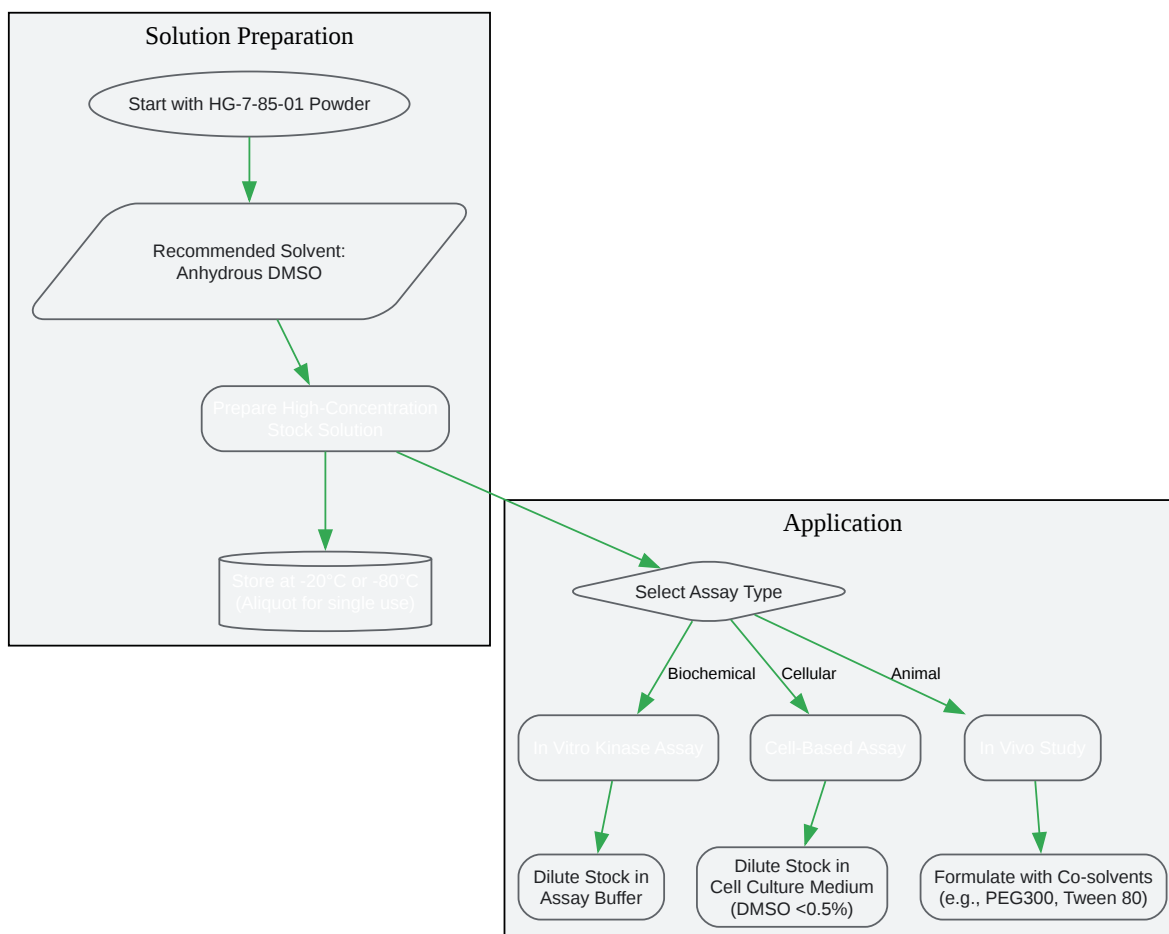 Solution Preparation
Start with HG-7-85-01 Powder
Recommended Solvent:
Anhydrous DMSO
Prepare High-Concentration
Stock Solution
Store at -20°C or -80°C
(Aliquot for single use)
Application
Select Assay Type
Biochemical
Cellular
Animal
In Vitro Kinase Assay
Cell-Based Assay
In Vivo Study
Dilute Stock in
Assay Buffer
Dilute Stock in
Cell Culture Medium
(DMSO <0.5%)
Formulate with Co-solvents
(e.g., PEG300, Tween 80)